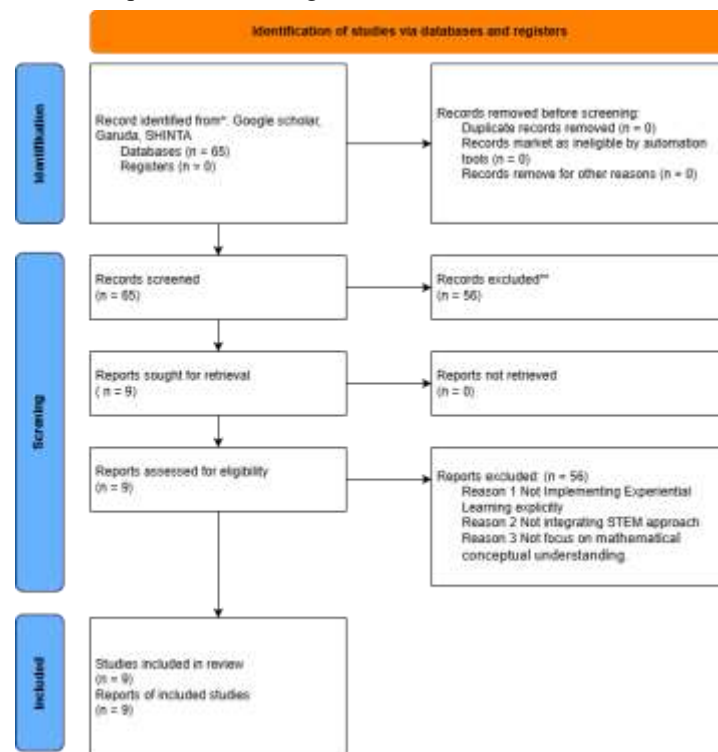 Identification of studies via databases and registers
Identifikation
Record identified from*: Google scholar,
Garuda, SHINTA
Databases (n = 65)
Registers (n = 0)
Records removed before screening:
Duplicate records removed (n = 0)
Records market as ineligible by automation
tools (n = 0)
Records remove for other reasons (n = 0)
Screning
Records screened
(n = 65)
Records excluded**
(n = 56)
Reports sought for retrieval
( n = 9)
Reports not retrieved
(n = 0)
Reports assessed for eligibility
(n = 9)
Reports excluded: (n = 56)
Reason 1 Not Implementing Experiential
Learning explicitly
Reason 2 Not integrating STEM approach
Reason 3 Not focus on mathematical
conceptual understanding.
Included
Studies included in review
(n = 9)
Reports of included studies
(n = 9)